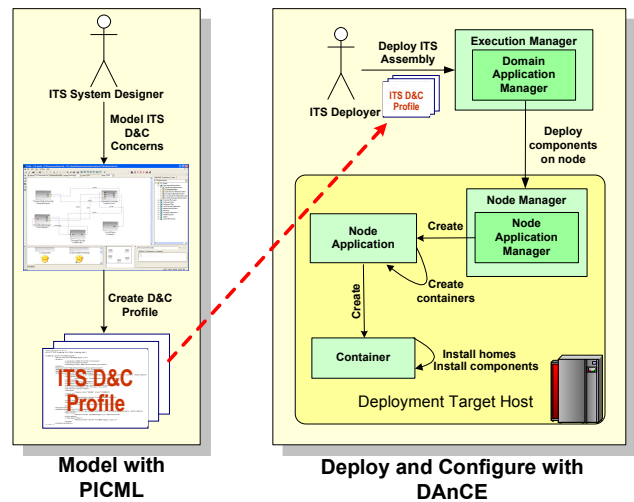 ITS System Designer
Model ITS
D&C
Concerns
Create D&C
Profile
ITS D&C
Profile
Model with
PICML
Deploy ITS
Assembly
ITS D&C
Profile
ITS Deployer
Execution Manager
Domain
Application
Manager
Deploy
components
on node
Node Manager
Node
Application
Manager
Create
Node
Application
Create
containers
Create
Container
Install homes
Install components
Deployment Target Host
Deploy and Configure with
DAnCE